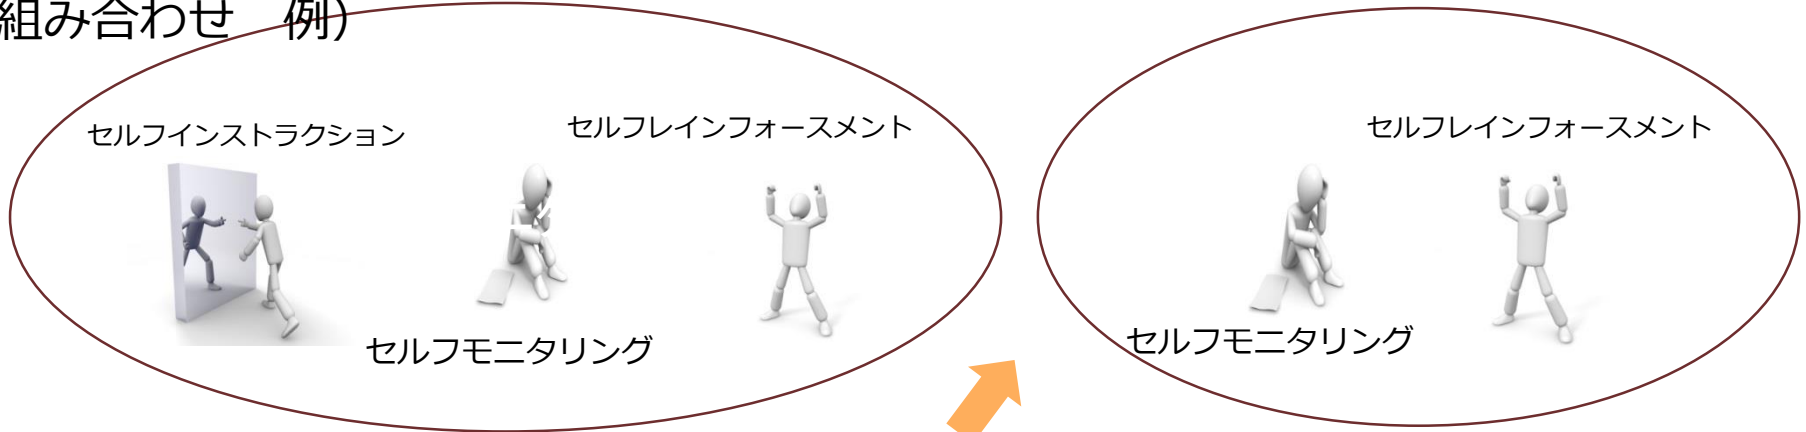 組み合わせ　例）
セルフインストラクション
セルフレインフォースメント
セルフモニタリング
セルフレインフォースメント
セルフモニタリング